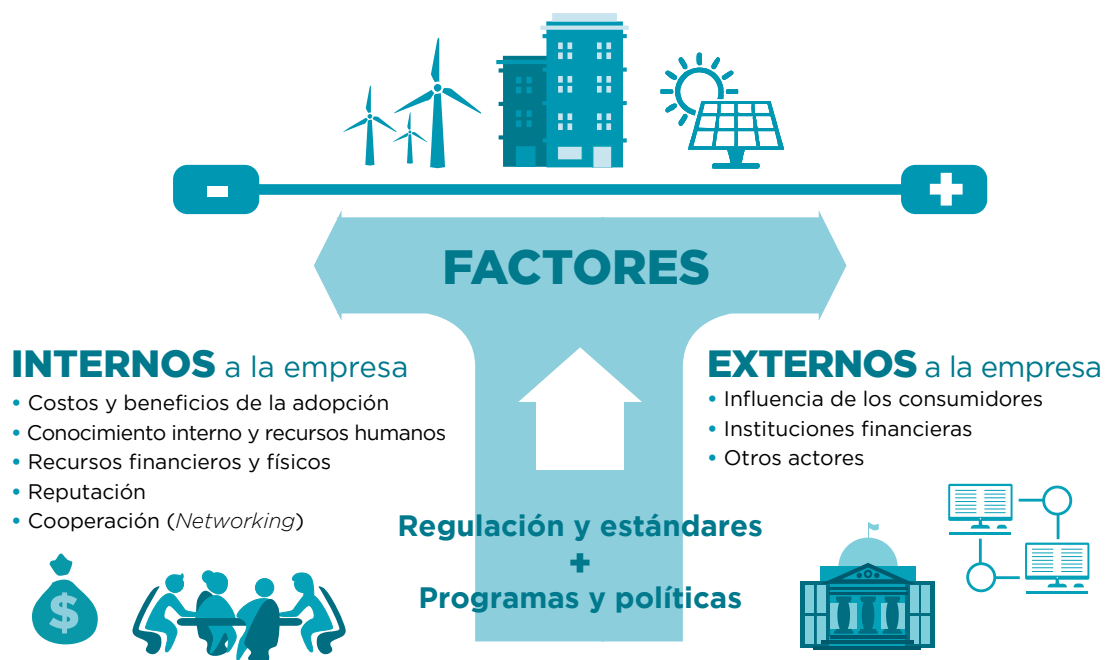 -
+
FACTORES
INTERNOS a la empresa
• Costos y beneficios de la adopción
• Conocimiento interno y recursos humanos
• Recursos financieros y físicos
• Reputación
• Cooperación (Networking)
$
EXTERNOS a la empresa
• Influencia de los consumidores
• Instituciones financieras
• Otros actores
Regulación y estándares
+
Programas y políticas